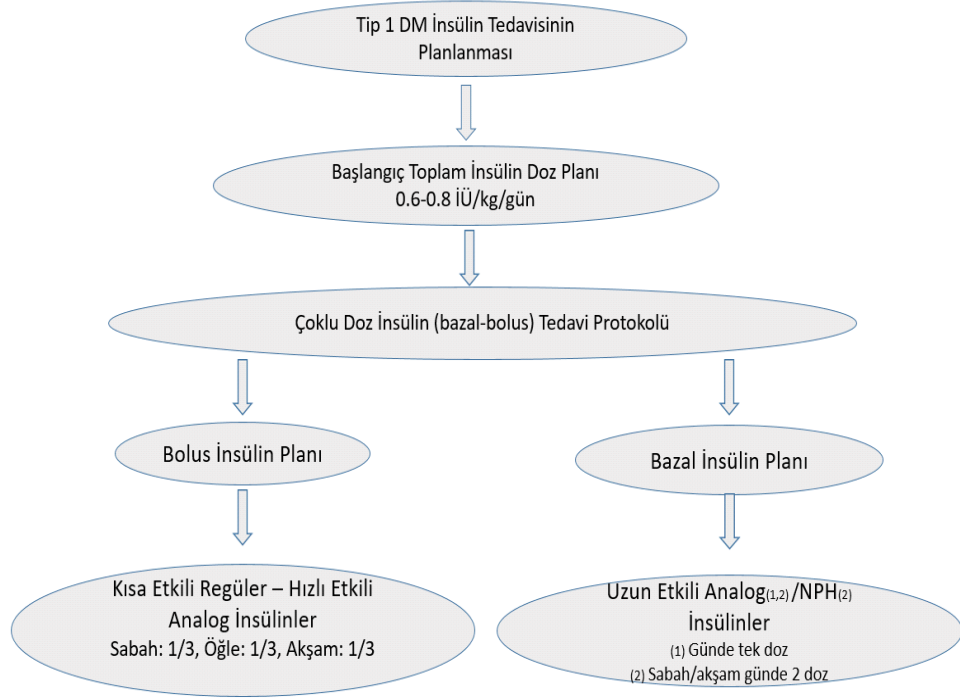 Tip 1 DM İnsülin Tedavisinin
Planlanması
Başlangıç Toplam İnsülin Doz Planı
0.6-0.8 İÜ/kg/gün
Çoklu Doz İnsülin (bazal-bolus) Tedavi Protokolü
Bolus İnsülin Planı
Bazal İnsülin Planı
Kısa Etkili Regüler – Hızlı Etkili
Analog İnsülinler
Sabah: 1/3, Öğle: 1/3, Akşam: 1/3
Uzun Etkili Analog(1,2)/NPH(2)
İnsülinler
(1) Günde tek doz
(2) Sabah/akşam günde 2 doz